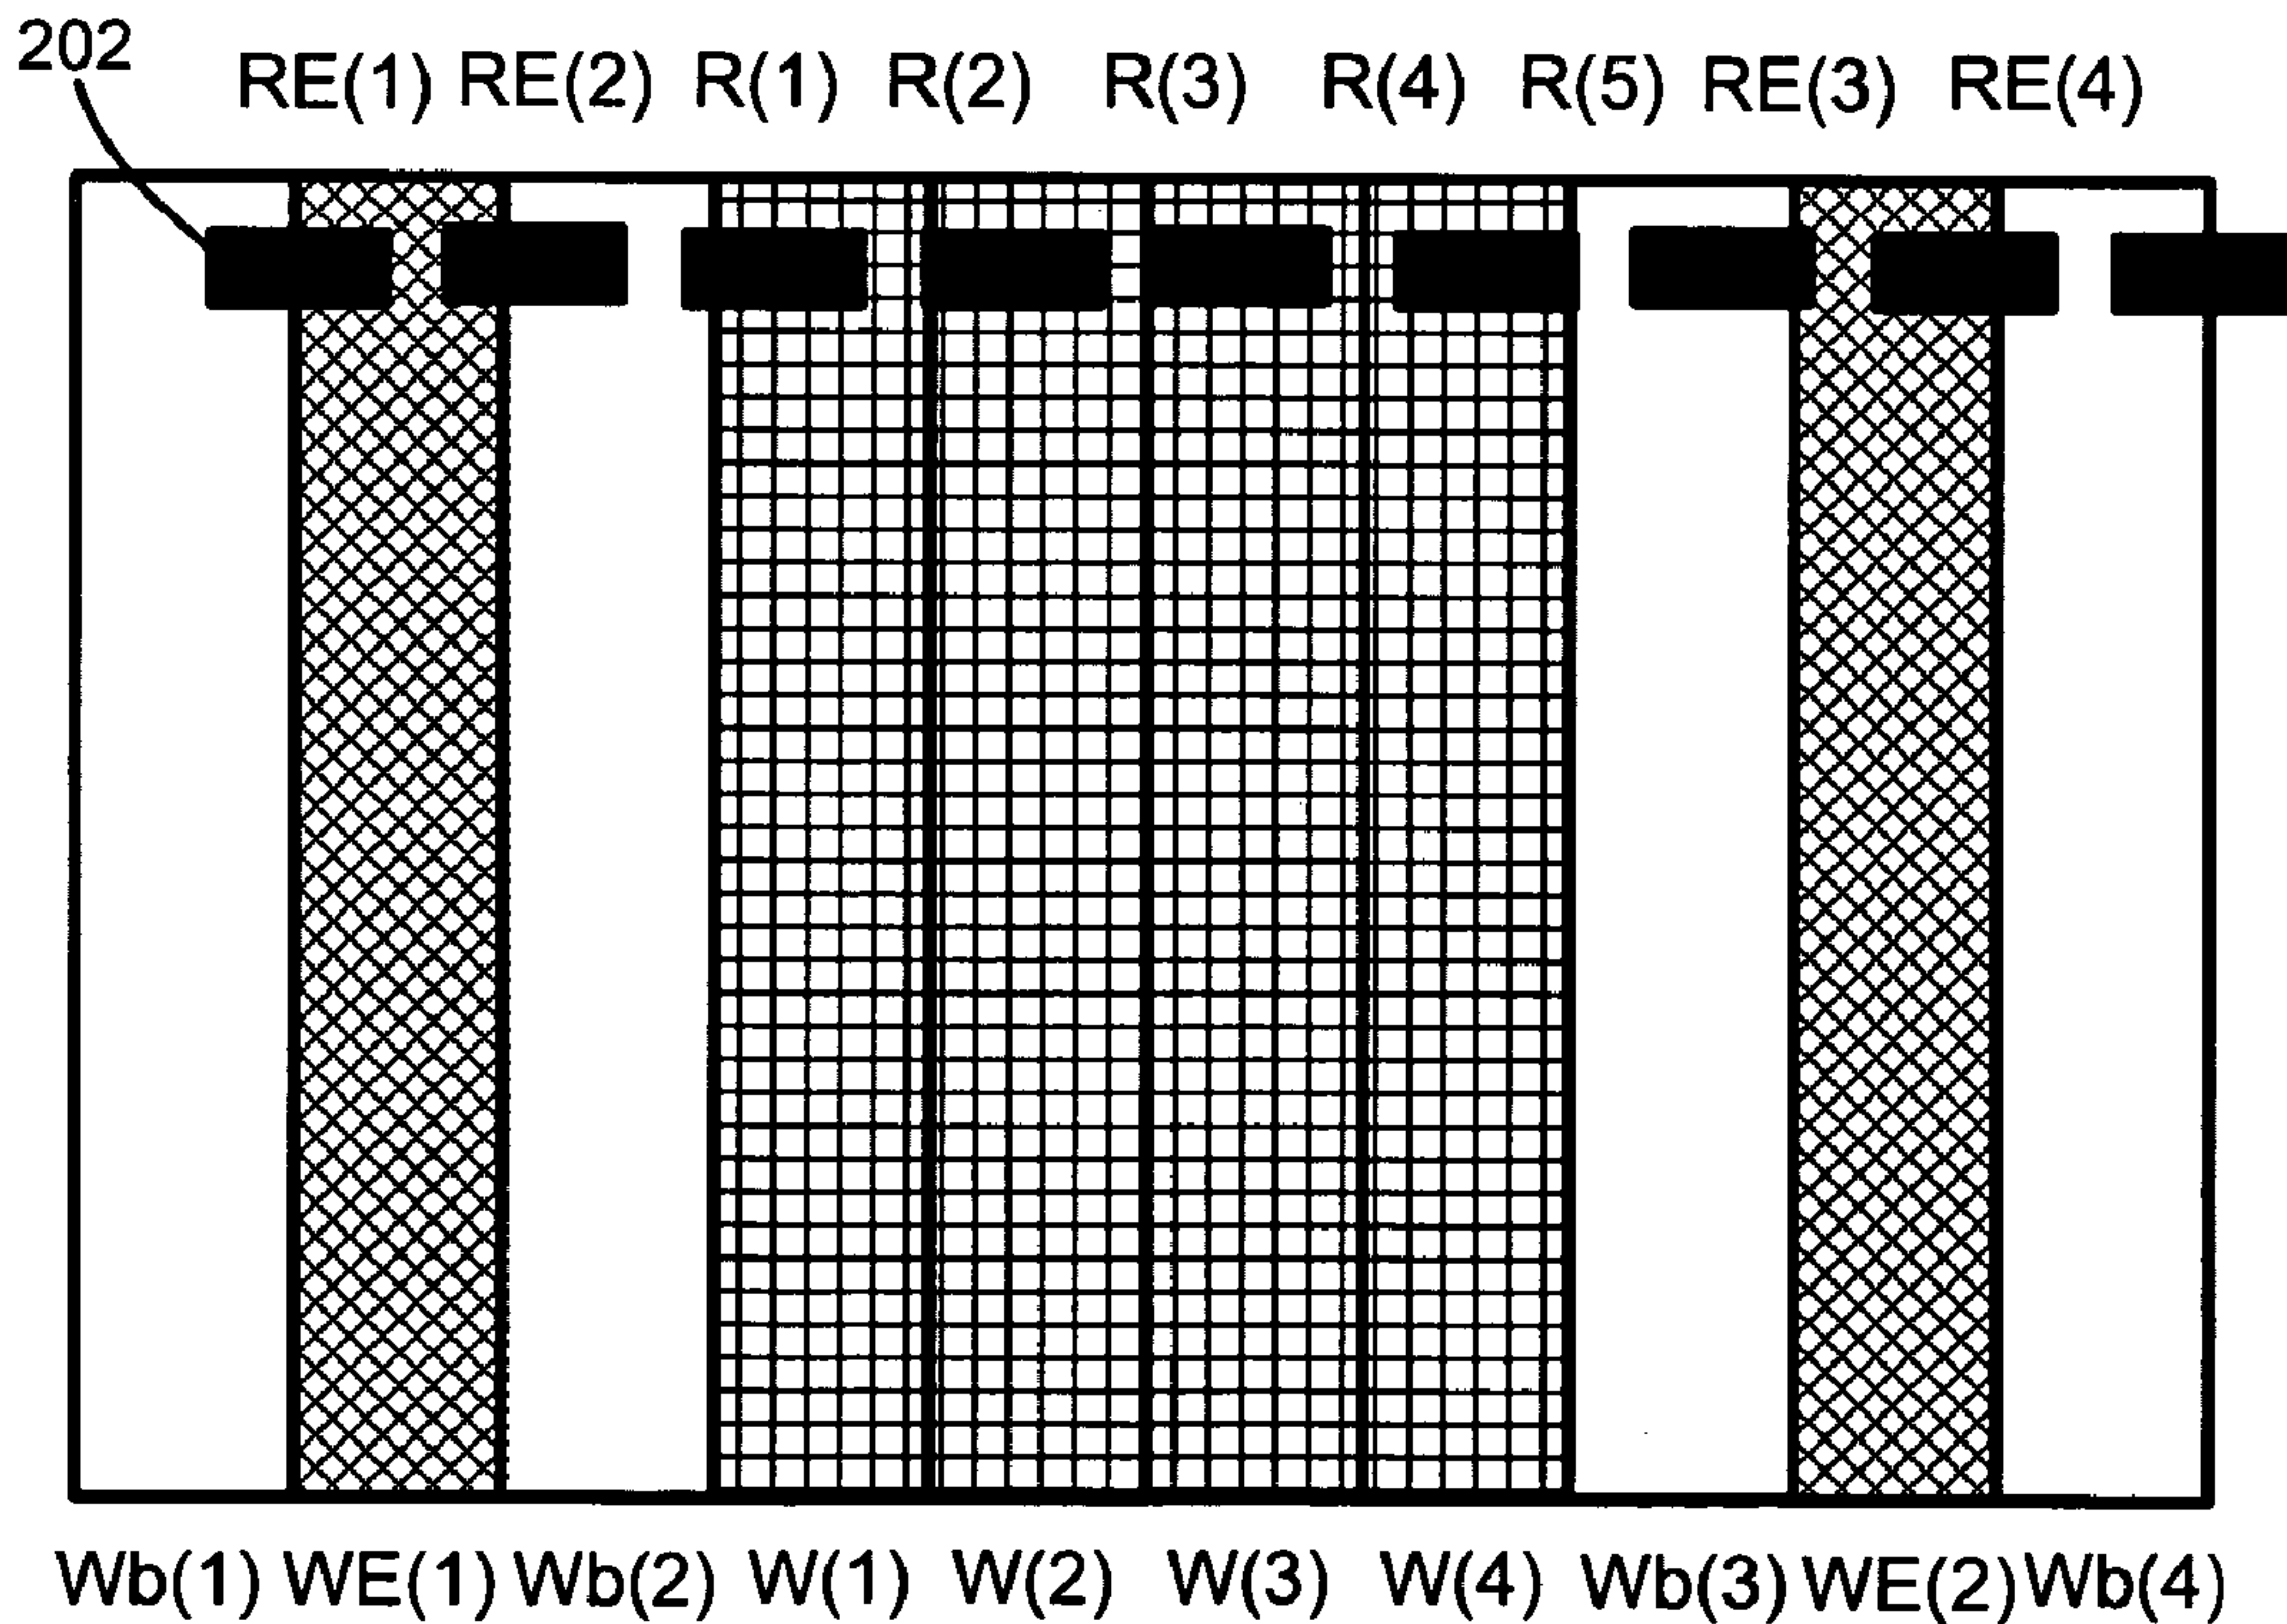 202
RE(1) RE(2) R(1) R(2) R(3) R(4) R(5) RE(3) RE(4)
Wb(1) WE(1) Wb(2) W(1) W(2) W(3) W(4) Wb(3) WE(2) Wb(4)